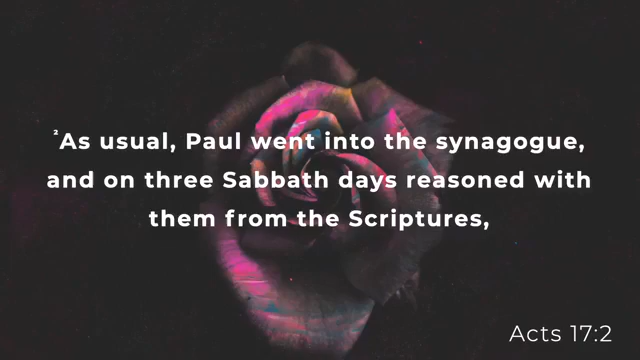 ²As usual, Paul went into the synagogue,
and on three Sabbath days reasoned with
them from the Scriptures,
Acts 17:2